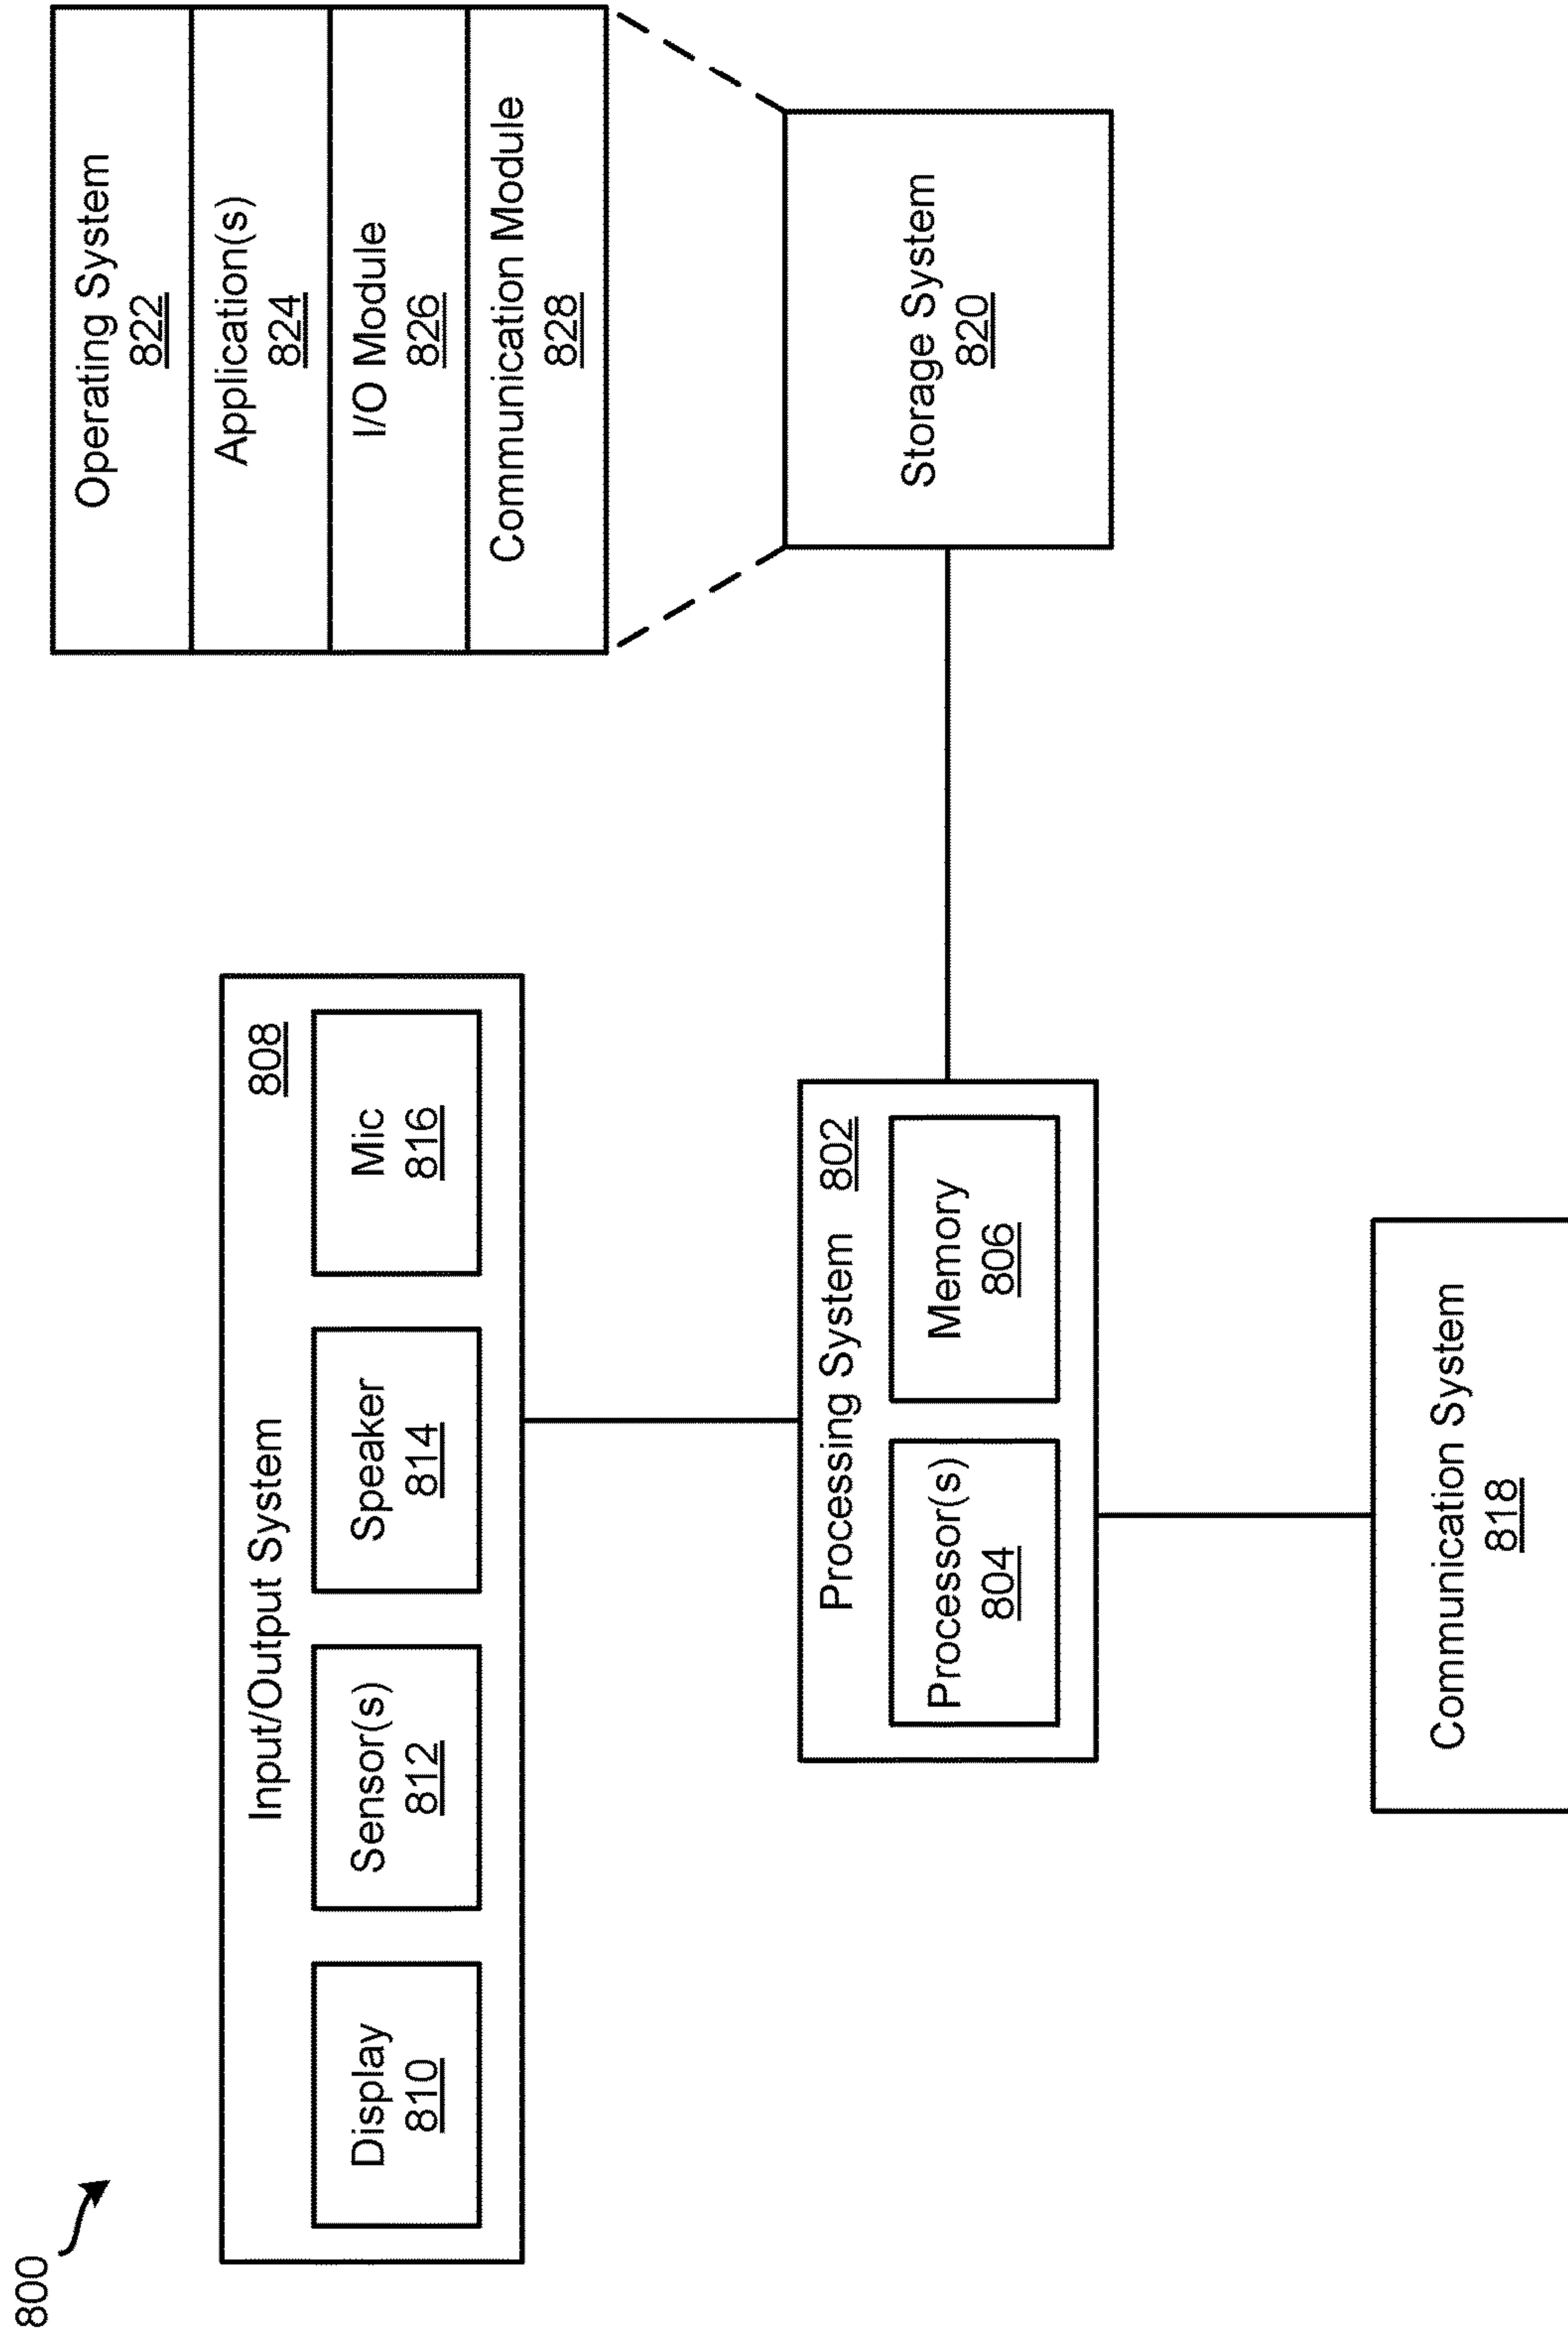 800
Input/Output System
808
Display
810
Sensor(s)
812
Speaker
814
Mic
816
Operating System
822
Application(s)
824
I/O Module
826
Communication Module
828
Processing System
802
Processor(s)
804
Memory
806
Storage System
820
Communication System
818